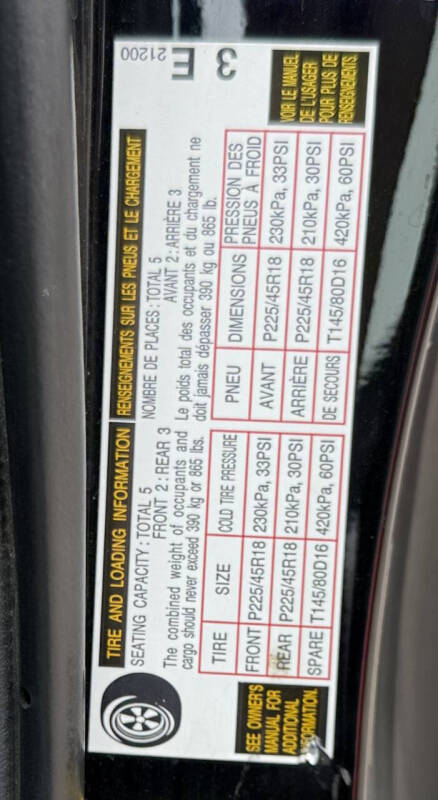 TIRE AND LOADING INFORMATION
SEATING CAPACITY : TOTAL 5
FRONT 2 : REAR 3
The combined weight of occupants and
cargo should never exceed 390 kg or 865 lbs.
TIRE SIZE COLD TIRE PRESSURE
FRONT P225/45R18 230kPa, 33PSI
REAR P225/45R18 210kPa, 30PSI
SPARE T145/80D16 420kPa, 60PSI
SEE OWNER'S
MANUAL FOR
ADDITIONAL
INFORMATION.
RENSEIGNEMENTS SUR LES PNEUS ET LE CHARGEMENT
NOMBRE DE PLACES : TOTAL 5
AVANT 2 : ARRIÈRE 3
Le poids total des occupants et du chargement ne
doit jamais dépasser 390 kg ou 865 lb.
PNEU DIMENSIONS PRESSION DES
PNEUS À FROID
AVANT P225/45R18 230kPa, 33PSI
ARRIÈRE P225/45R18 210kPa, 30PSI
DE SECOURS T145/80D16 420kPa, 60PSI
VOIR LE MANUEL
DE L'USAGER
POUR PLUS DE
RENSEIGNEMENTS.
21200
E
3